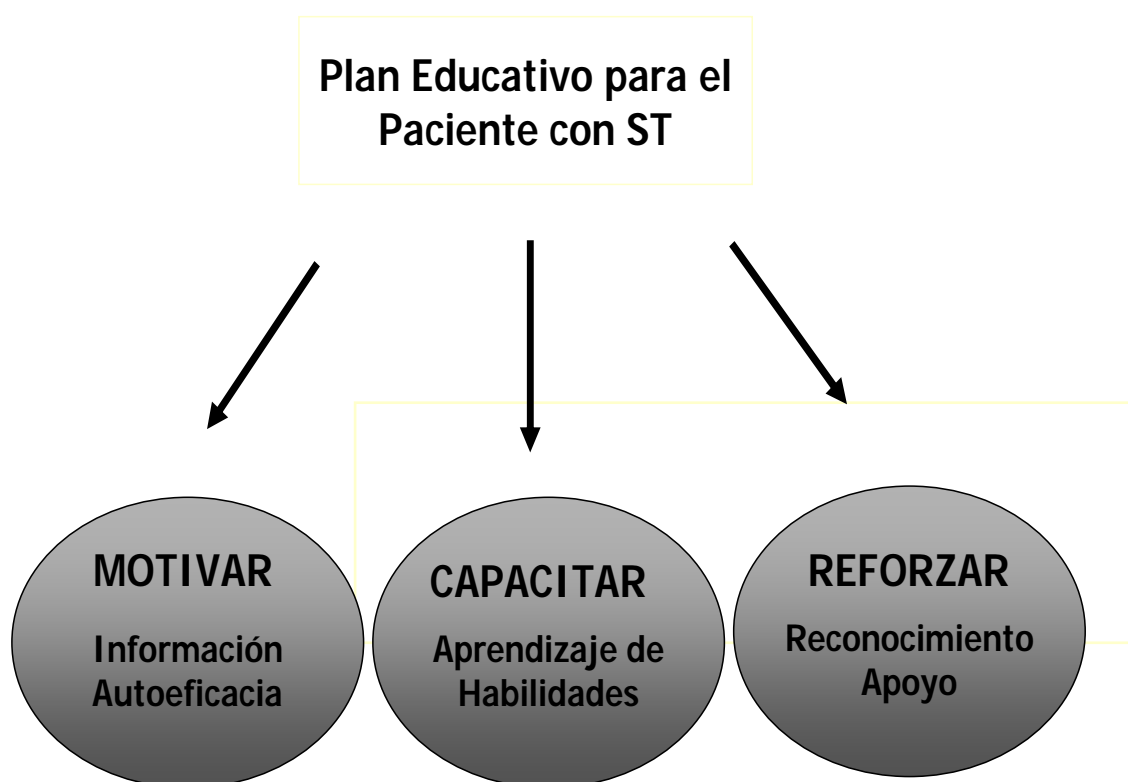 Plan Educativo para el
Paciente con ST
MOTIVAR
Información
Autoeficacia
CAPACITAR
Aprendizaje de
Habilidades
REFORZAR
Reconocimiento
Apoyo